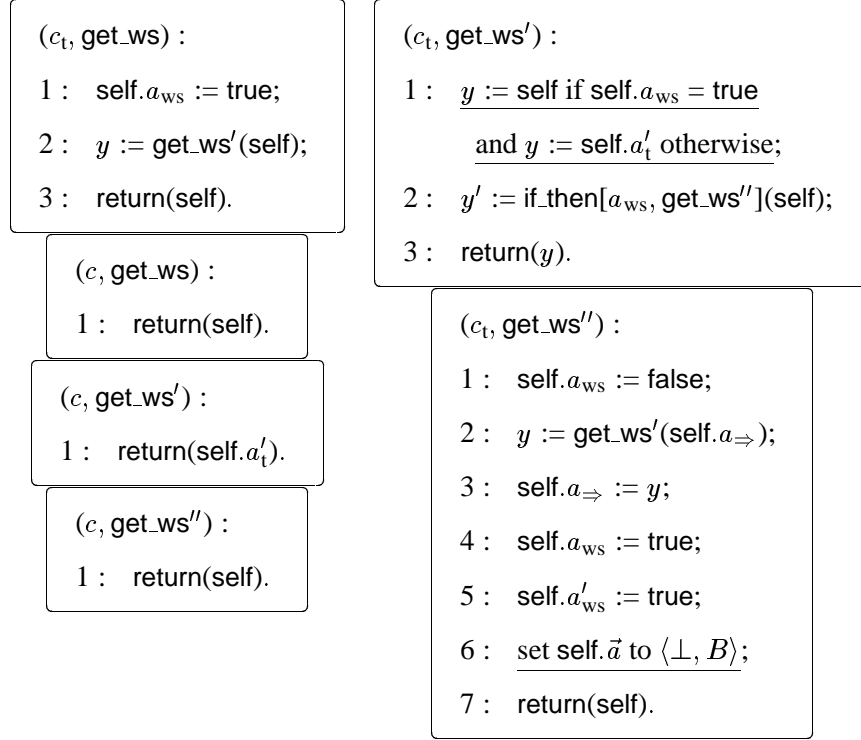 (c_t, get_ws) :
1 : self.a_ws := true;
2 : y := get_ws′(self);
3 : return(self).
(c, get_ws) :
1 : return(self).
(c, get_ws′) :
1 : return(self.a′_t).
(c, get_ws″) :
1 : return(self).
(c_t, get_ws′) :
1 : y := self if self.a_ws = true
and y := self.a′_t otherwise;
2 : y′ := if_then[a_ws, get_ws″](self);
3 : return(y).
(c_t, get_ws″) :
1 : self.a_ws := false;
2 : y := get_ws′(self.a_⇒);
3 : self.a_⇒ := y;
4 : self.a_ws := true;
5 : self.a′_ws := true;
6 : set self.a⃗ to ⟨⊥, B⟩;
7 : return(self).